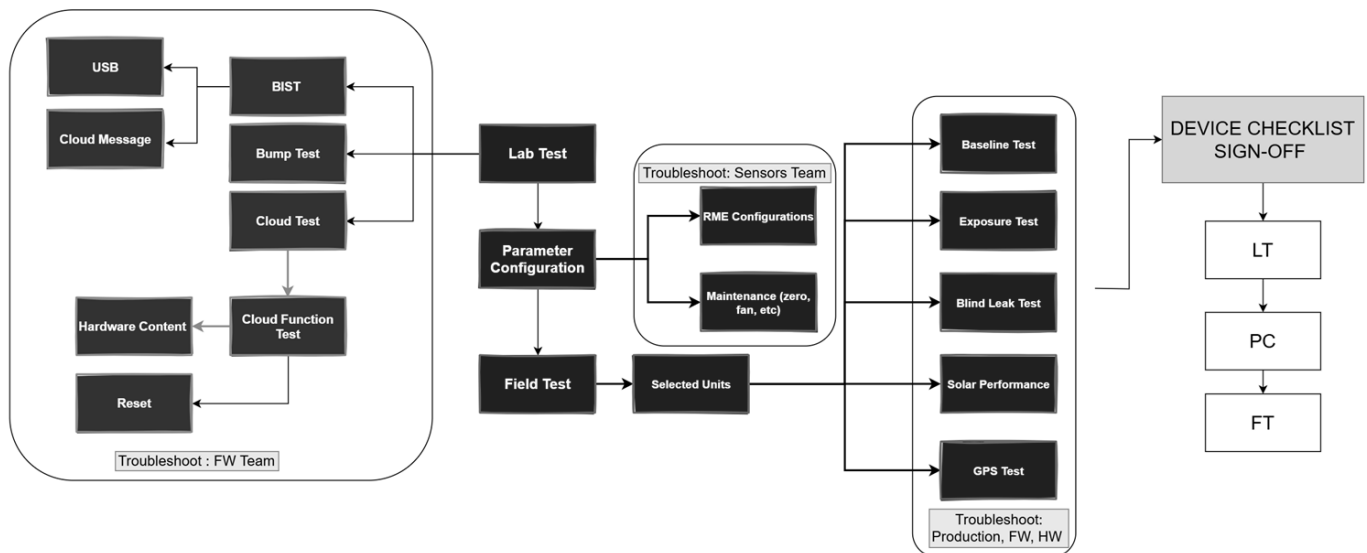 USB
Cloud Message
BIST
Bump Test
Cloud Test
Hardware Content
Cloud Function
Test
Reset
Troubleshoot : FW Team
Lab Test
Parameter
Configuration
Field Test
Troubleshoot: Sensors Team
RME Configurations
Maintenance (zero,
fan, etc)
Selected Units
Baseline Test
Exposure Test
Blind Leak Test
Solar Performance
GPS Test
Troubleshoot:
Production, FW, HW
DEVICE CHECKLIST
SIGN-OFF
LT
PC
FT